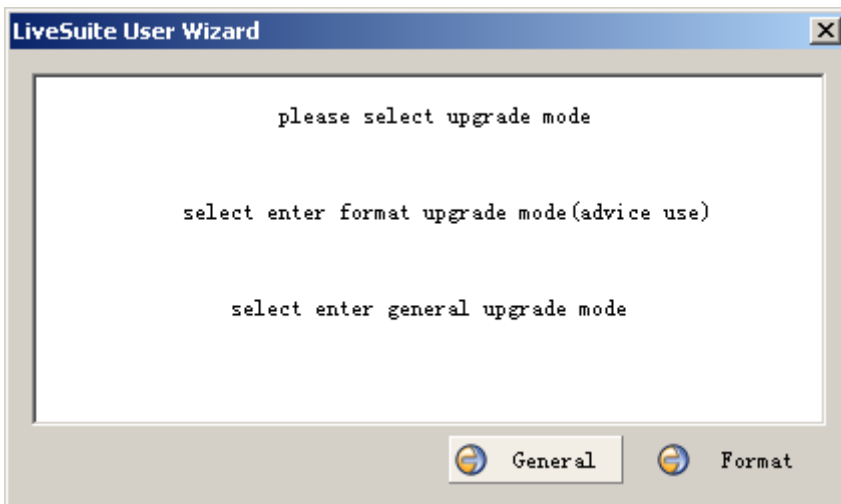 LiveSuite User Wizard
please select upgrade mode
select enter format upgrade mode(advice use)
select enter general upgrade mode
General Format